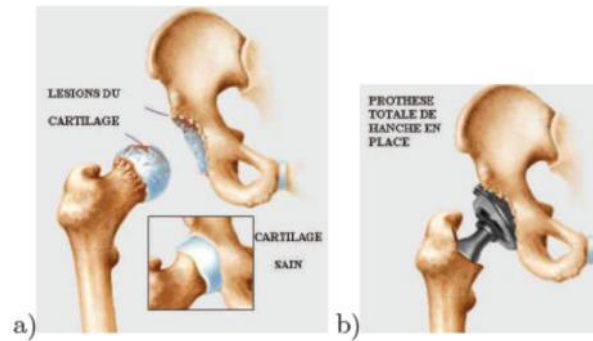 LESIONS DU
CARTILAGE
CARTILAGE
SAIN
a)
PROTHESE
TOTALE DE
HANCHE EN
PLACE
b)